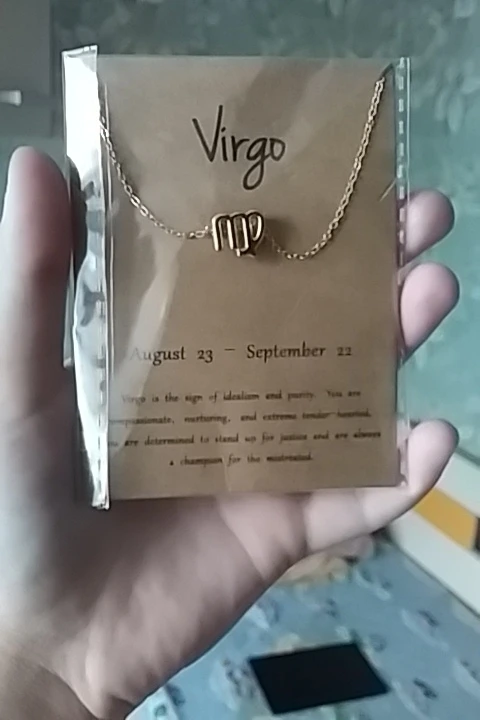 Virgo
August 23 – September 22
Virgo is the sign of idealism and purity. You are
compassionate, nurturing, and extreme tender-hearted.
You are determined to stand up for justice and are always
a champion for the mistreated.